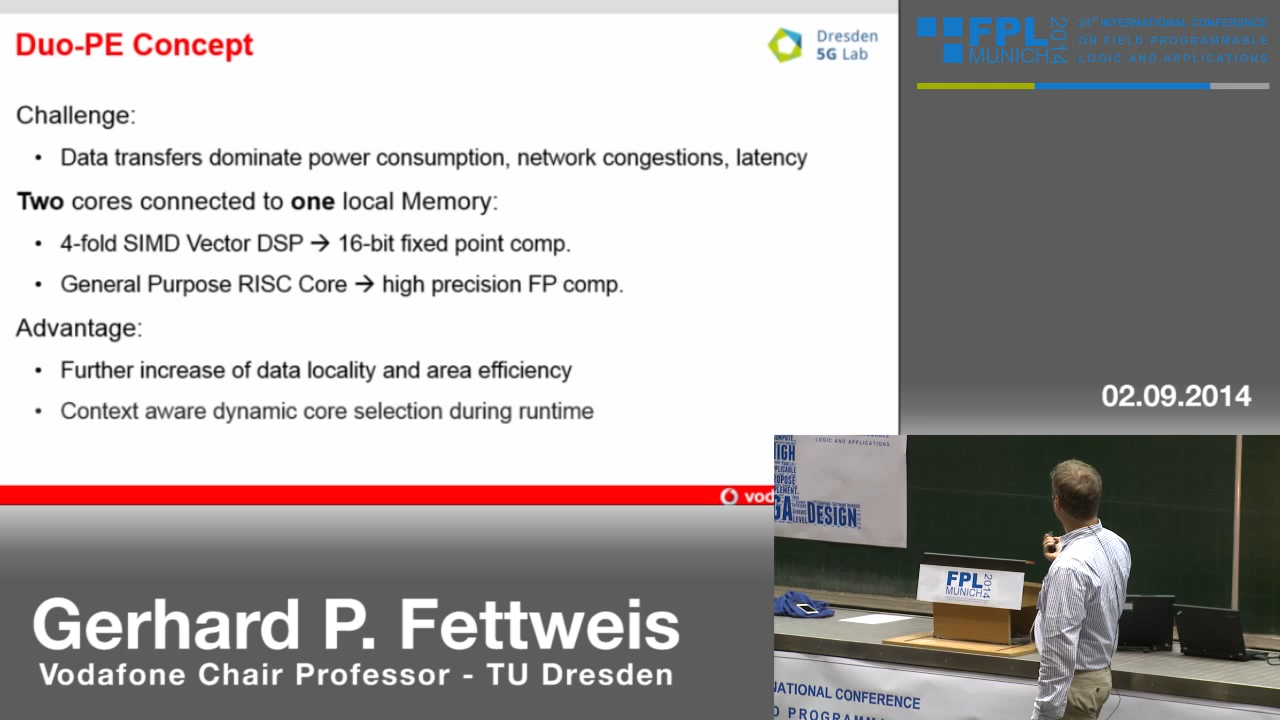 Duo-PE Concept
Dresden
5G Lab
Challenge:
• Data transfers dominate power consumption, network congestions, latency
Two cores connected to one local Memory:
• 4-fold SIMD Vector DSP → 16-bit fixed point comp.
• General Purpose RISC Core → high precision FP comp.
Advantage:
• Further increase of data locality and area efficiency
• Context aware dynamic core selection during runtime
vod
FPL
MUNICH
2014
24th INTERNATIONAL CONFERENCE
ON FIELD PROGRAMMABLE
LOGIC AND APPLICATIONS
02.09.2014
LOGIC AND APPLICATIONS
DESIGN
LEVEL
FPL
MUNICH
2014
NATIONAL CONFERENCE
Gerhard P. Fettweis
Vodafone Chair Professor - TU Dresden